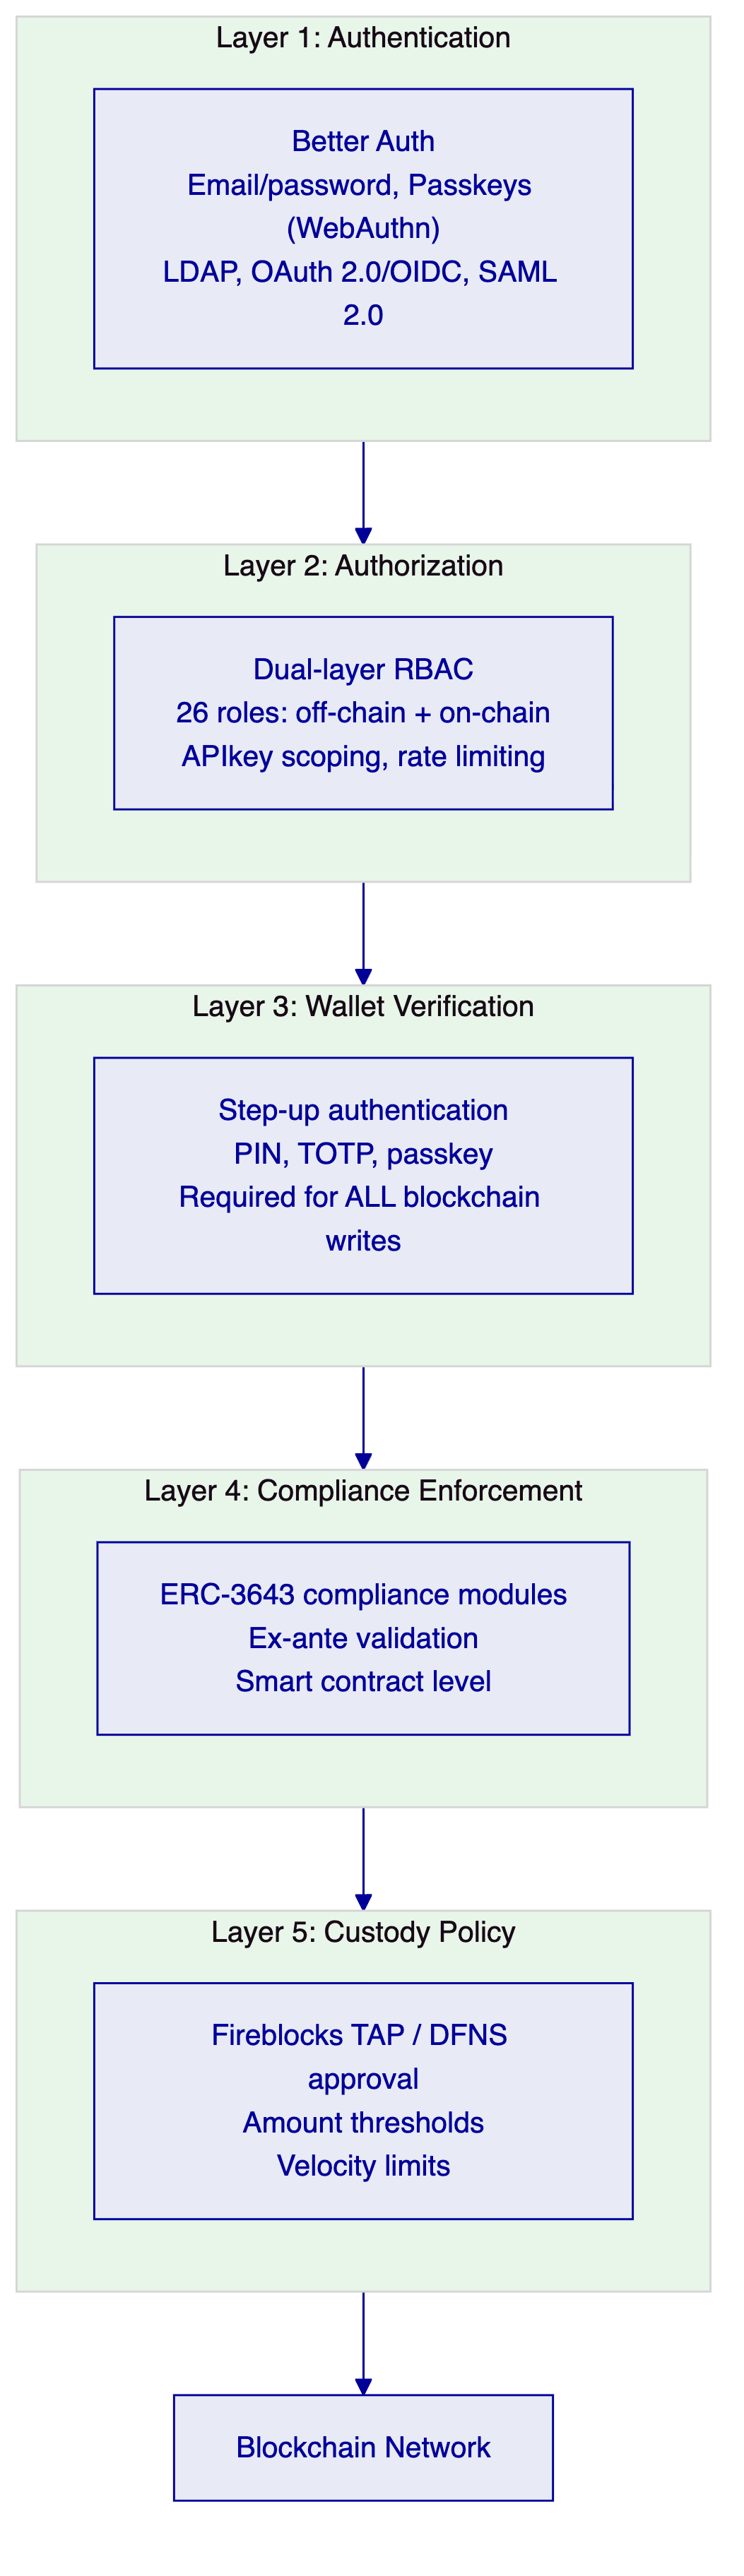 Layer 1: Authentication
Better Auth
Email/password, Passkeys
(WebAuthn)
LDAP, OAuth 2.0/OIDC, SAML
2.0
Layer 2: Authorization
Dual-layer RBAC
26 roles: off-chain + on-chain
APIkey scoping, rate limiting
Layer 3: Wallet Verification
Step-up authentication
PIN, TOTP, passkey
Required for ALL blockchain
writes
Layer 4: Compliance Enforcement
ERC-3643 compliance modules
Ex-ante validation
Smart contract level
Layer 5: Custody Policy
Fireblocks TAP / DFNS
approval
Amount thresholds
Velocity limits
Blockchain Network